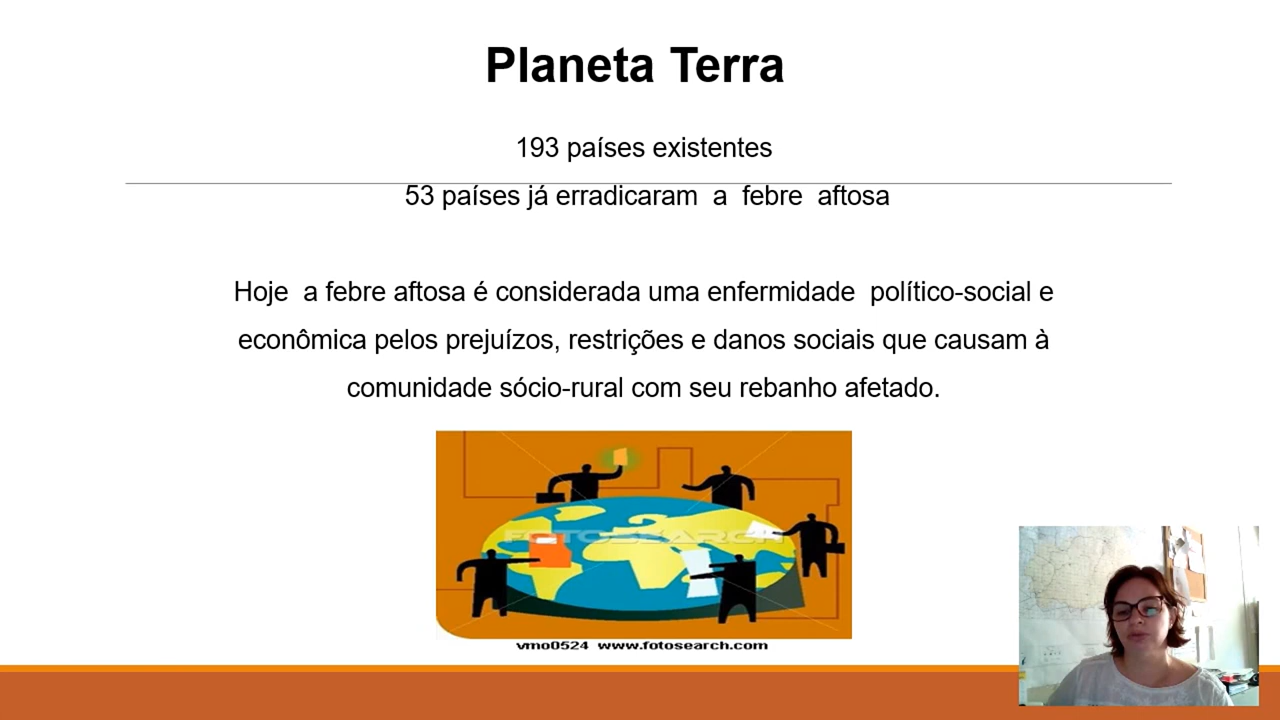 Planeta Terra
193 países existentes
53 países já erradicaram a febre aftosa
Hoje a febre aftosa é considerada uma enfermidade político-social e
econômica pelos prejuízos, restrições e danos sociais que causam à
comunidade sócio-rural com seu rebanho afetado.
FOTOSEARCH
vmo0524 www.fotosearch.com